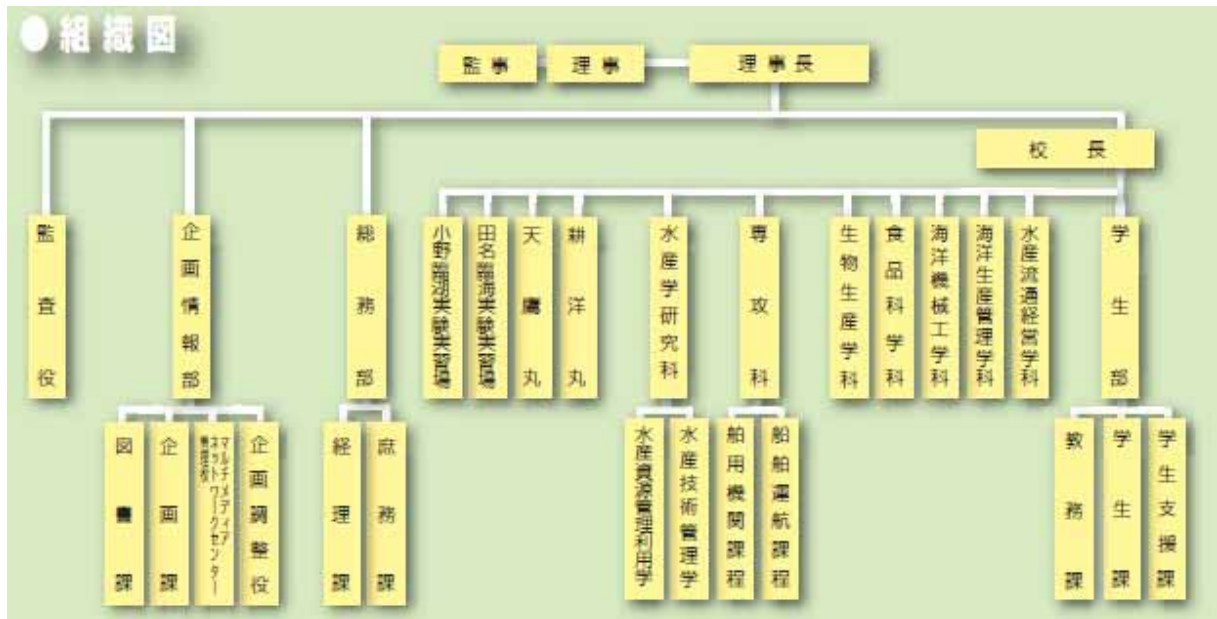 ●組織図
監事
理事
理事長
校長
監査役
企画情報部
総務部
小野臨湖実験実習場
田名臨海実験実習場
天鷹丸
耕洋丸
水産学研究科
専攻科
生物生産学科
食品科学科
海洋機械工学科
海洋生産管理学科
水産流通経営学科
学生部
図書課
企画課
マルチメディア
ネットワークセンター
企画調整役
経理課
庶務課
水産資源管理利用学
水産技術管理学
舶用機関課程
船舶運航課程
教務課
学生課
学生支援課